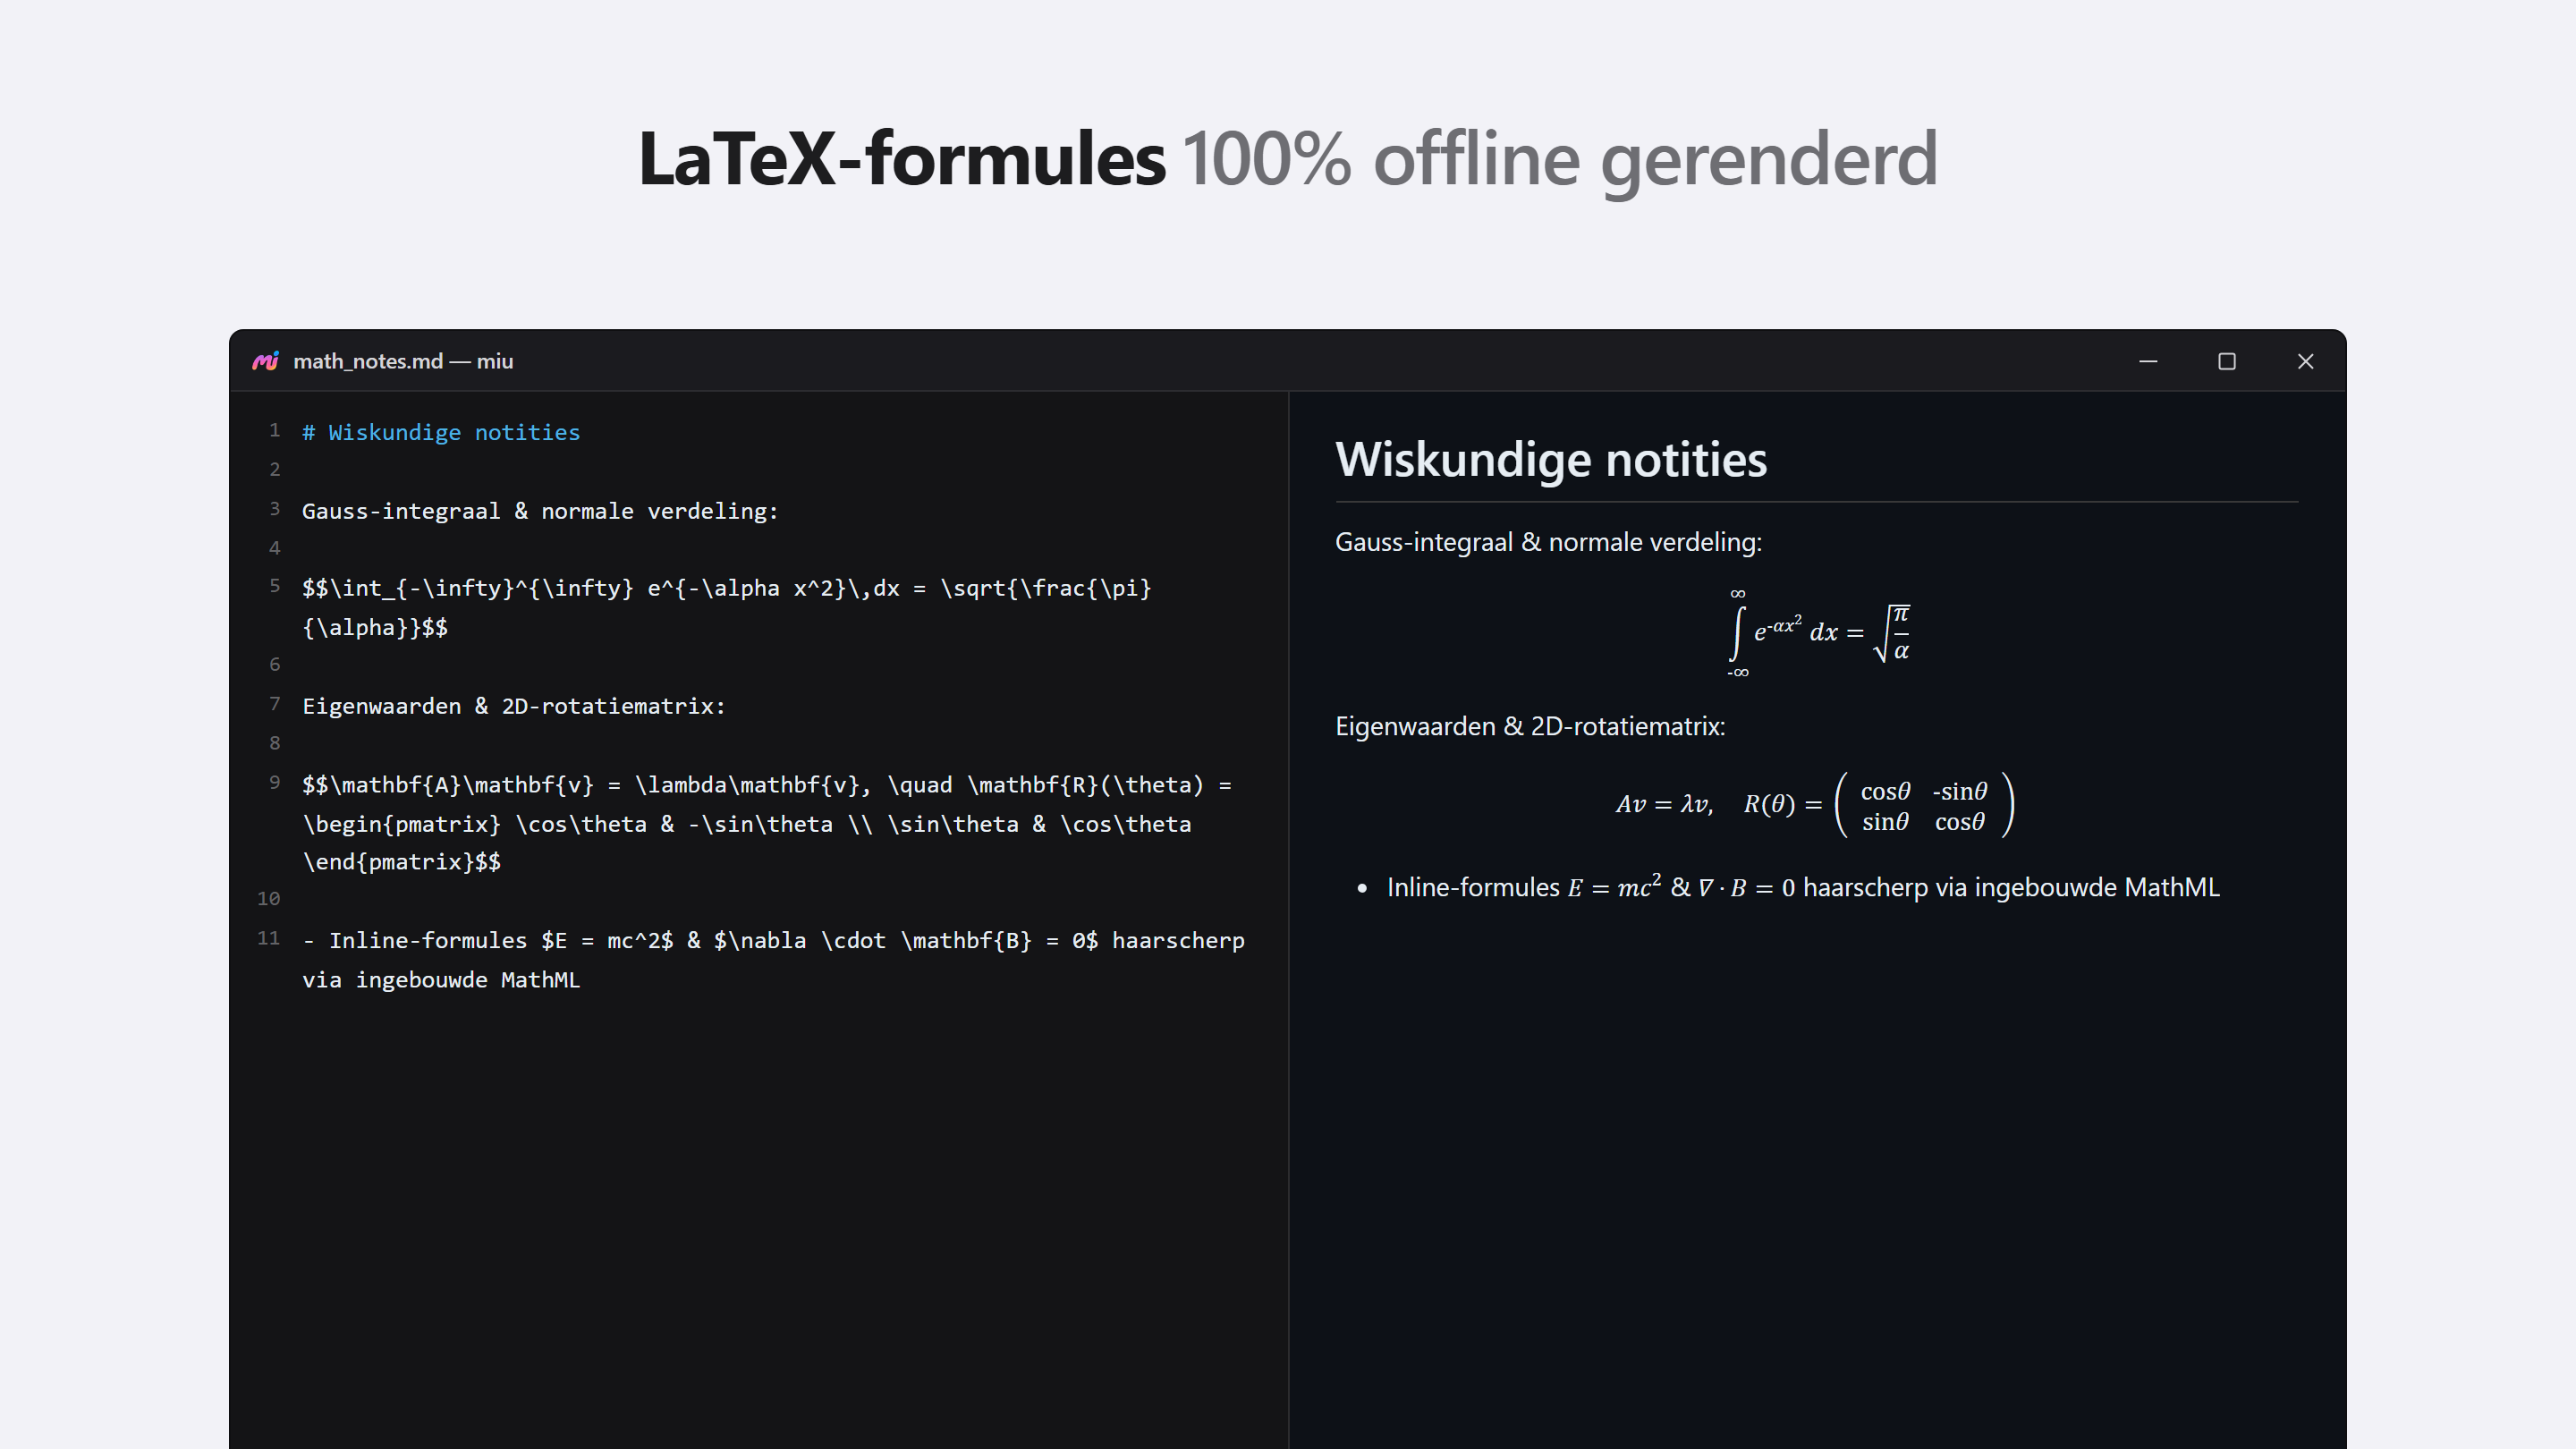 LaTeX-formules 100% offline gerenderd
math_notes.md — miu
1 # Wiskundige notities
2
3 Gauss-integraal & normale verdeling:
4
5 $$\int_{-\infty}^{\infty} e^{-\alpha x^2}\,dx = \sqrt{\frac{\pi}
{\alpha}}$$
6
7 Eigenwaarden & 2D-rotatiematrix:
8
9 $$\mathbf{A}\mathbf{v} = \lambda\mathbf{v}, \quad \mathbf{R}(\theta) =
\begin{pmatrix} \cos\theta & -\sin\theta \\ \sin\theta & \cos\theta
\end{pmatrix}$$
10
11 - Inline-formules $E = mc^2$ & $\nabla \cdot \mathbf{B} = 0$ haarscherp
via ingebouwde MathML
Wiskundige notities
Gauss-integraal & normale verdeling:
∞
∫ e^{-αx²} dx = √(π/α)
-∞
Eigenwaarden & 2D-rotatiematrix:
Av = λv, R(θ) = ( cosθ -sinθ
sinθ cosθ )
• Inline-formules E = mc² & ∇ · B = 0 haarscherp via ingebouwde MathML